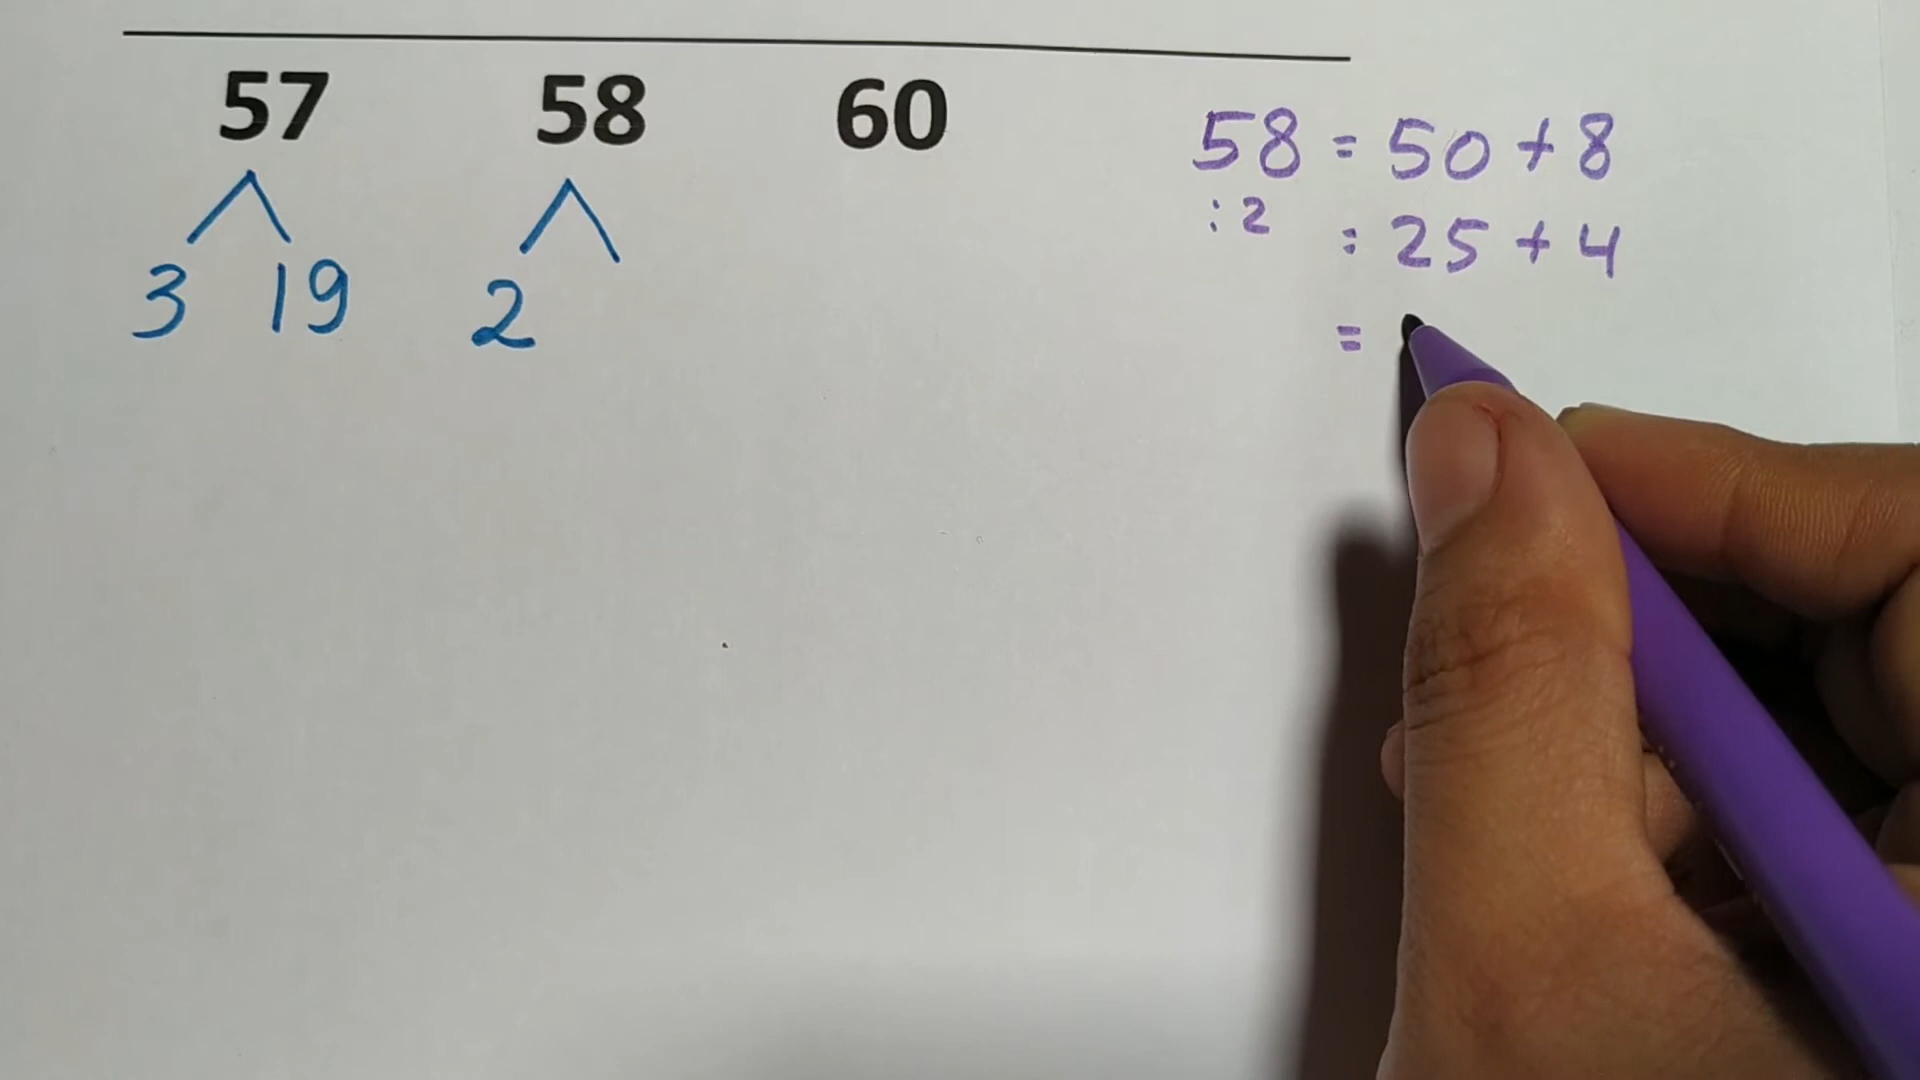 57 58 60
3 19 2
58 = 50 + 8
: 2 = 25 + 4
=